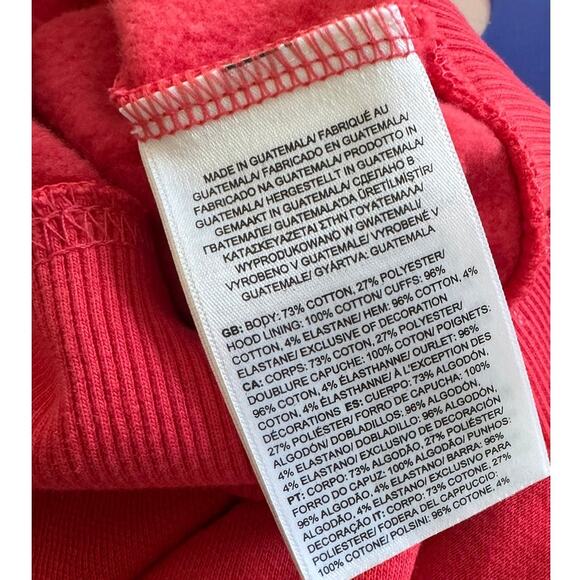 MADE IN GUATEMALA/ FABRIQUÉ AU
GUATEMALA/ FABRICADO EN GUATEMALA/
FABRICADO NA GUATEMALA/ PRODOTTO IN
GUATEMALA/ HERGESTELLT IN GUATEMALA/
GEMAAKT IN GUATEMALA/ СДЕЛАНО В
ГВАТЕМАЛЕ/ GUATEMALA'DA ÜRETİLMİŞTİR/
ΚΑΤΑΣΚΕΥΑΖΕΤΑΙ ΣΤΗ ΓΟΥΑΤΕΜΑΛΑ/
WYPRODUKOWANO W GWATEMALI/
VYROBENO V GUATEMALE/ VYROBENÉ V
GUATEMALE/ GYÁRTVA: GUATEMALA
GB: BODY: 73% COTTON, 27% POLYESTER/
HOOD LINING: 100% COTTON/ CUFFS: 96%
COTTON, 4% ELASTANE/ HEM: 96% COTTON, 4%
ELASTANE/ EXCLUSIVE OF DECORATION
CA: CORPS: 73% COTON, 27% POLYESTER/
DOUBLURE CAPUCHE: 100% COTON/ POIGNETS:
96% COTON, 4% ÉLASTHANNE/ OURLET: 96%
COTON, 4% ÉLASTHANNE/ À L'EXCEPTION DES
DÉCORATIONS ES: CUERPO: 73% ALGODÓN,
27% POLIÉSTER/ FORRO DE CAPUCHA: 100%
ALGODÓN/ DOBLADILLOS: 96% ALGODÓN,
4% ELASTANO/ DOBLADILLO: 96% ALGODÓN,
4% ELASTANO/ EXCLUSIVO DE DECORACIÓN
PT: CORPO: 73% ALGODÃO, 27% POLIÉSTER/
FORRO DO CAPUZ: 100% ALGODÃO/ PUNHOS:
96% ALGODÃO, 4% ELASTANO/ BARRA: 96%
ALGODÃO, 4% ELASTANO/ EXCLUSIVO PARA
DECORAÇÃO IT: CORPO: 73% COTONE, 27%
POLIESTERE/ FODERA DEL CAPPUCCIO:
100% COTONE/ POLSINI: 96% COTONE, 4%